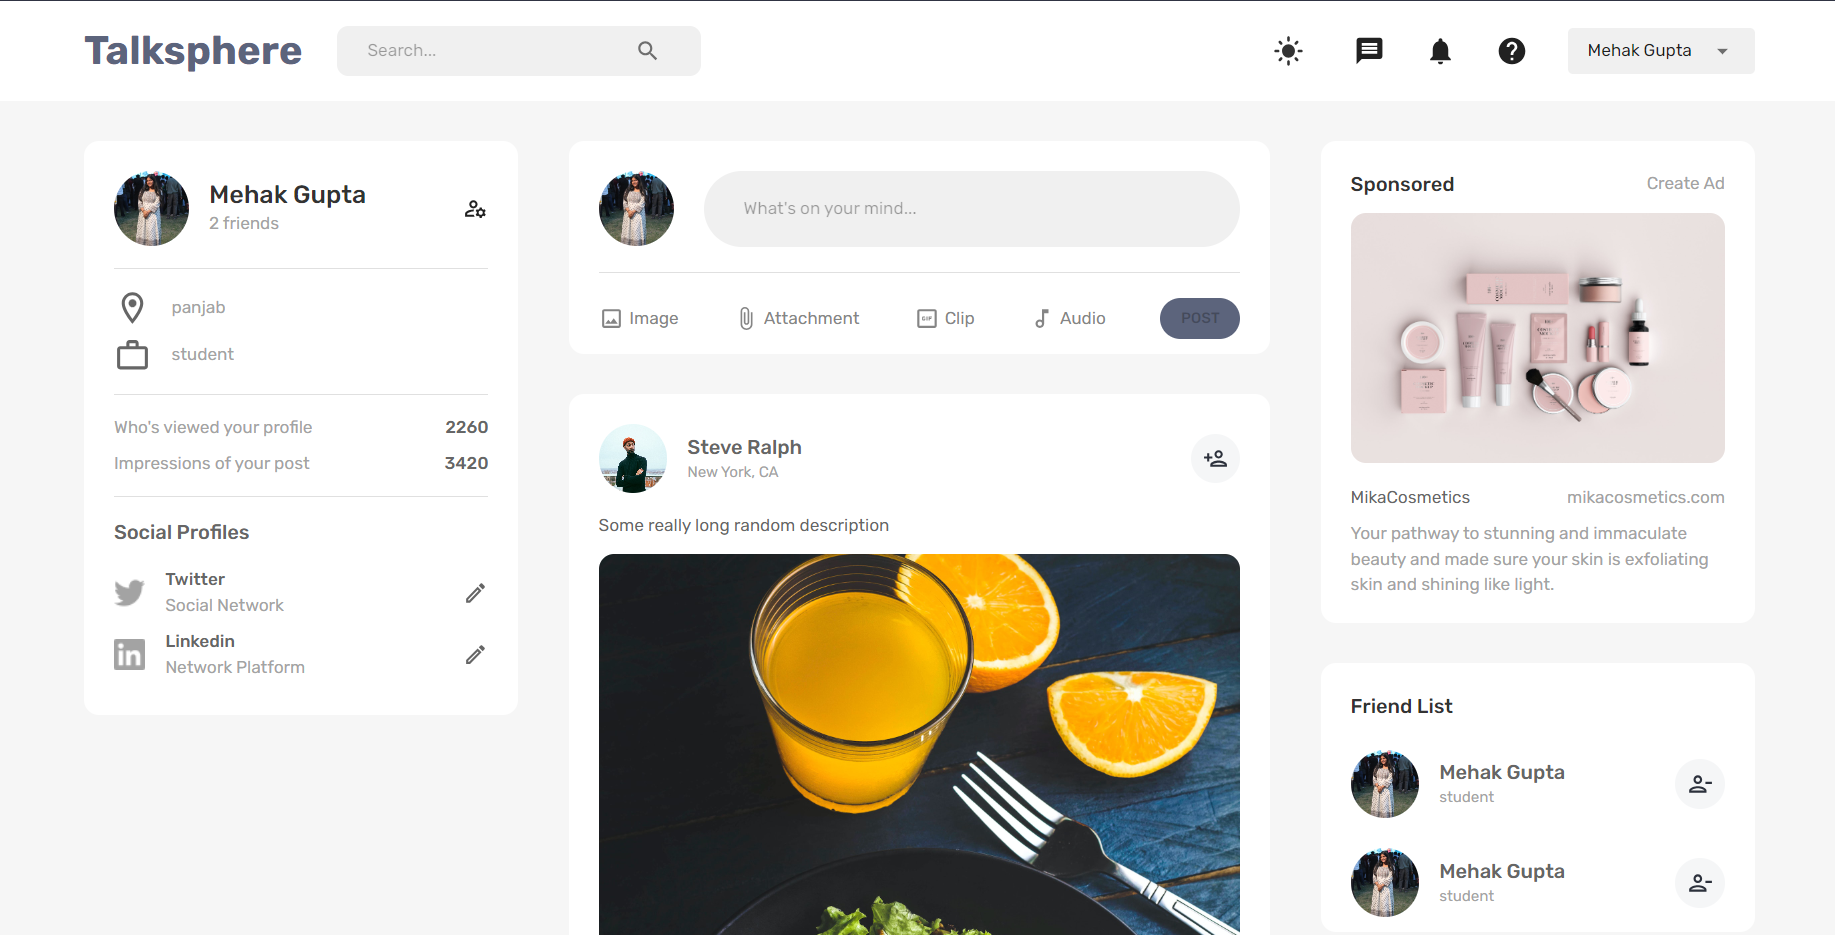 Talksphere
Search...
Mehak Gupta
Mehak Gupta
2 friends
panjab
student
Who's viewed your profile 2260
Impressions of your post 3420
Social Profiles
Twitter
Social Network
Linkedin
Network Platform
What's on your mind...
Image Attachment GIF Clip Audio POST
Steve Ralph
New York, CA
Some really long random description
Sponsored Create Ad
MikaCosmetics mikacosmetics.com
Your pathway to stunning and immaculate
beauty and made sure your skin is exfoliating
skin and shining like light.
Friend List
Mehak Gupta
student
Mehak Gupta
student